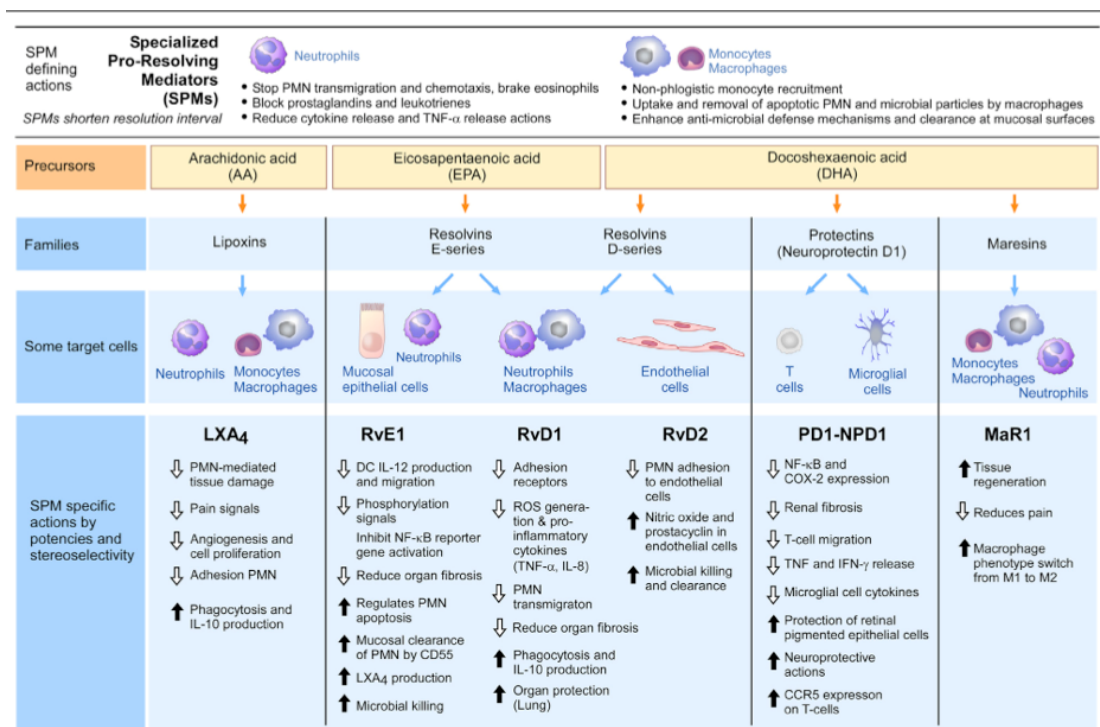 SPM
defining
actions
Specialized
Pro-Resolving
Mediators
(SPMs)
SPMs shorten resolution interval
Neutrophils
• Stop PMN transmigration and chemotaxis, brake eosinophils
• Block prostaglandins and leukotrienes
• Reduce cytokine release and TNF-α release actions
Monocytes
Macrophages
• Non-phlogistic monocyte recruitment
• Uptake and removal of apoptotic PMN and microbial particles by macrophages
• Enhance anti-microbial defense mechanisms and clearance at mucosal surfaces
Precursors
Arachidonic acid
(AA)
Eicosapentaenoic acid
(EPA)
Docoshexaenoic acid
(DHA)
Families
Lipoxins
Resolvins
E-series
Resolvins
D-series
Protectins
(Neuroprotectin D1)
Maresins
Some target cells
Neutrophils
Monocytes
Macrophages
Mucosal
epithelial cells
Neutrophils
Neutrophils
Macrophages
Endothelial
cells
T
cells
Microglial
cells
Monocytes
Macrophages
Neutrophils
SPM specific
actions by
potencies and
stereoselectivity
LXA4
⇩ PMN-mediated
tissue damage
⇩ Pain signals
⇩ Angiogenesis and
cell proliferation
⇩ Adhesion PMN
⬆ Phagocytosis and
IL-10 production
RvE1
⇩ DC IL-12 production
and migration
⇩ Phosphorylation
signals
Inhibit NF-κB reporter
gene activation
⇩ Reduce organ fibrosis
⬆ Regulates PMN
apoptosis
⬆ Mucosal clearance
of PMN by CD55
⬆ LXA4 production
⬆ Microbial killing
RvD1
⇩ Adhesion
receptors
⇩ ROS genera-
tion & pro-
inflammatory
cytokines
(TNF-α, IL-8)
⇩ PMN
transmigraton
⇩ Reduce organ fibrosis
⬆ Phagocytosis and
IL-10 production
⬆ Organ protection
(Lung)
RvD2
⇩ PMN adhesion
to endothelial
cells
⬆ Nitric oxide and
prostacyclin in
endothelial cells
⬆ Microbial killing
and clearance
PD1-NPD1
⇩ NF-κB and
COX-2 expression
⇩ Renal fibrosis
⇩ T-cell migration
⇩ TNF and IFN-γ release
⇩ Microglial cell cytokines
⬆ Protection of retinal
pigmented epithelial cells
⬆ Neuroprotective
actions
⬆ CCR5 expresson
on T-cells
MaR1
⬆ Tissue
regeneration
⇩ Reduces pain
⬆ Macrophage
phenotype switch
from M1 to M2